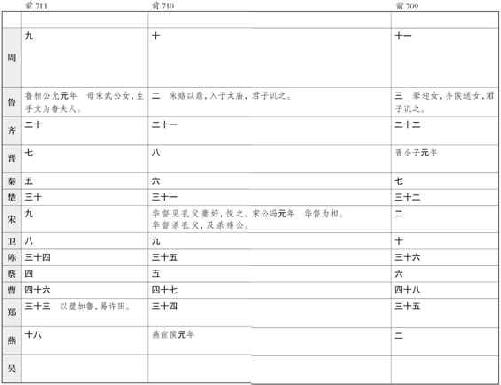 前711 前710 前709
周 九 十 十一
鲁 鲁桓公允元年 母宋武公女，生
手文为鲁夫人。
二 宋赂以鼎，入于太庙，君子讥之。
三 翚迎女，齐侯送女，君
子讥之。
齐 二十 二十一 二十二
晋 七 八 晋小子元年
秦 五 六 七
楚 三十 三十一 三十二
宋 九
华督见孔父妻好，悦之。 宋公冯元年 华督为相。
华督杀孔父，及杀殇公。
二
卫 八 九 十
陈 三十四 三十五 三十六
蔡 四 五 六
曹 四十六 四十七 四十八
郑 三十三 以璧加鲁，易许田。 三十四 三十五
燕 十八 燕宣侯元年 二
吴